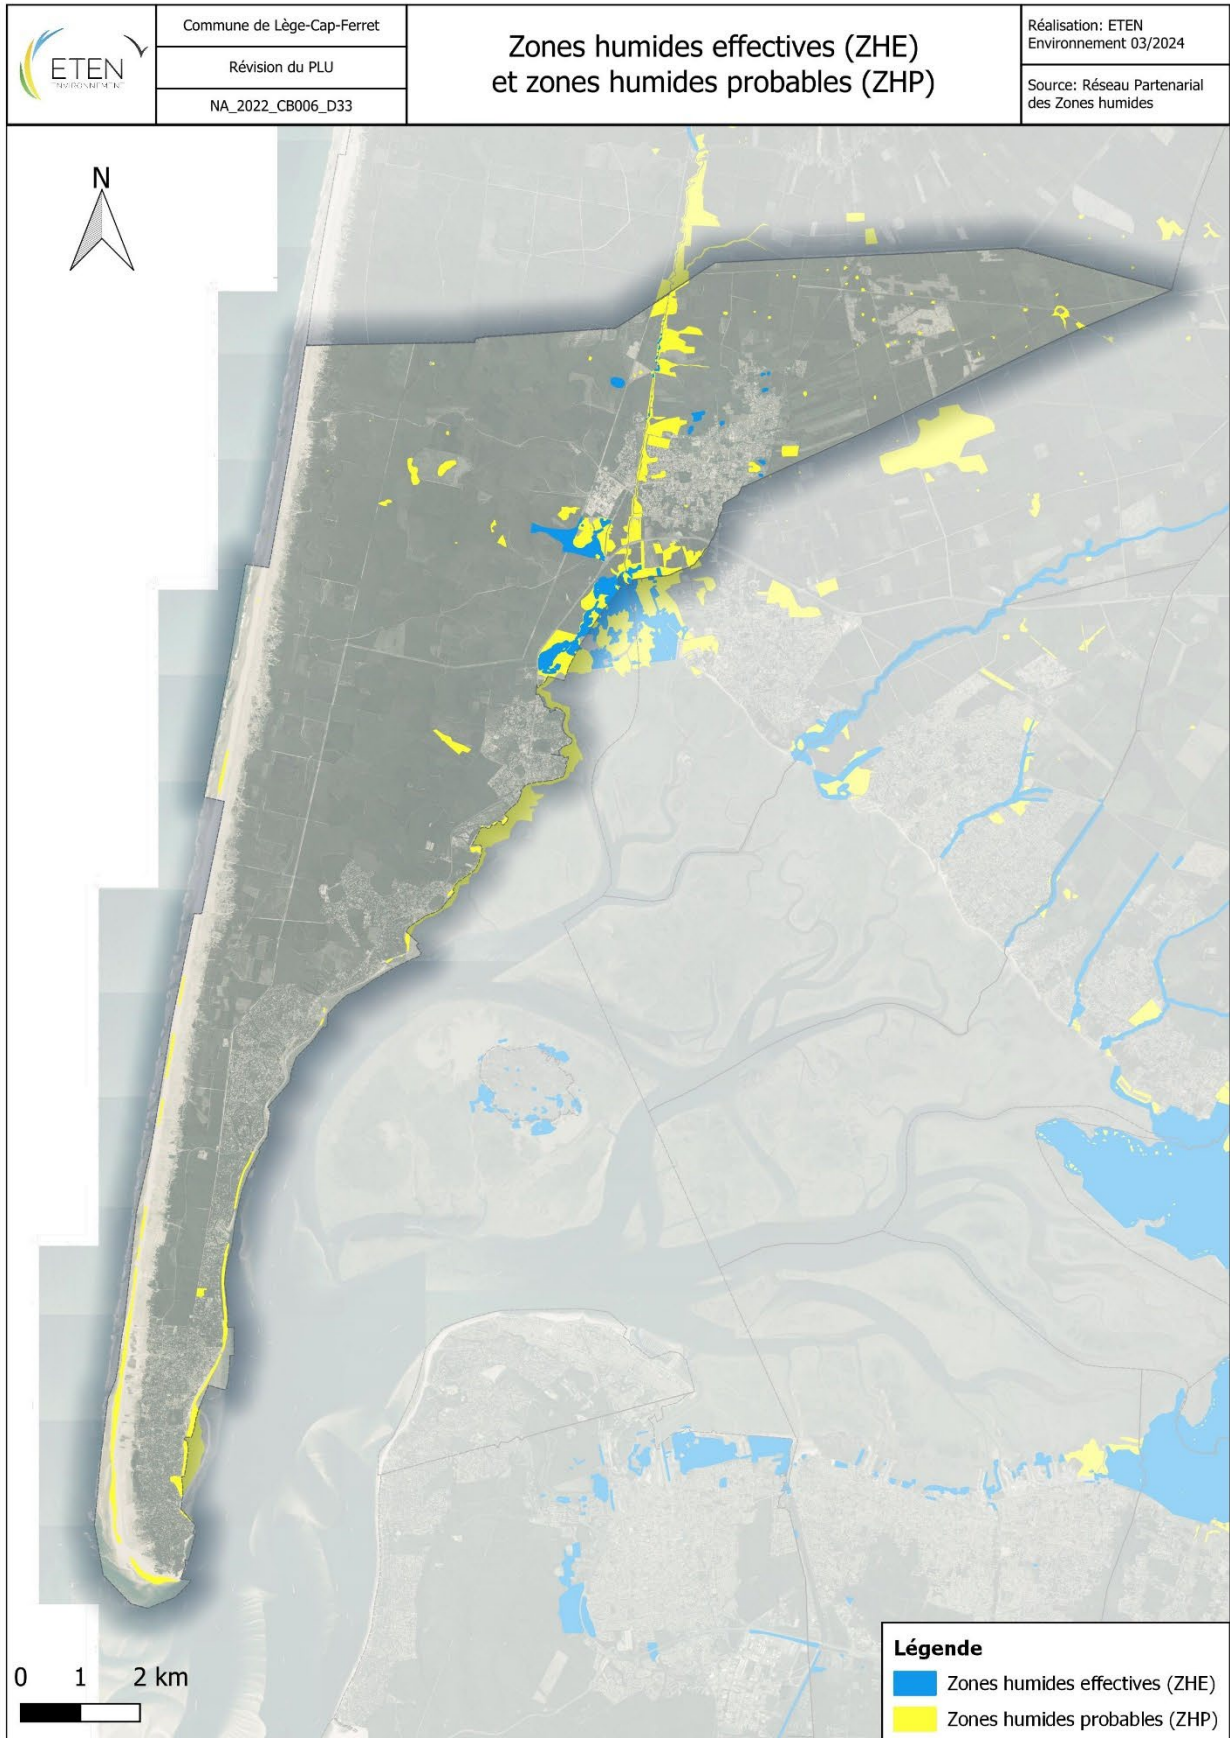 ETEN
ENVIRONNEMENT
Commune de Lège-Cap-Ferret
Révision du PLU
NA_2022_CB006_D33
Zones humides effectives (ZHE)
et zones humides probables (ZHP)
Réalisation: ETEN
Environnement 03/2024
Source: Réseau Partenarial
des Zones humides
N
0 1 2 km
Légende
Zones humides effectives (ZHE)
Zones humides probables (ZHP)